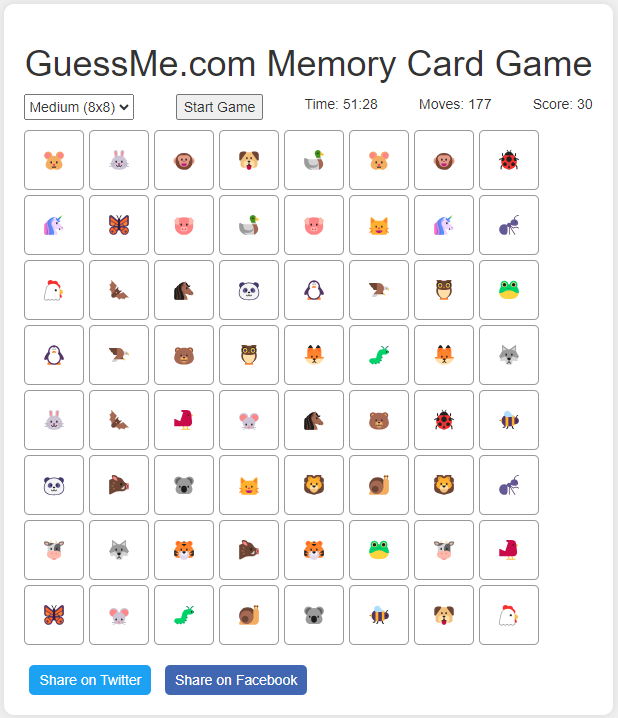 GuessMe.com Memory Card Game
Medium (8x8) Start Game Time: 51:28 Moves: 177 Score: 30
Share on Twitter Share on Facebook